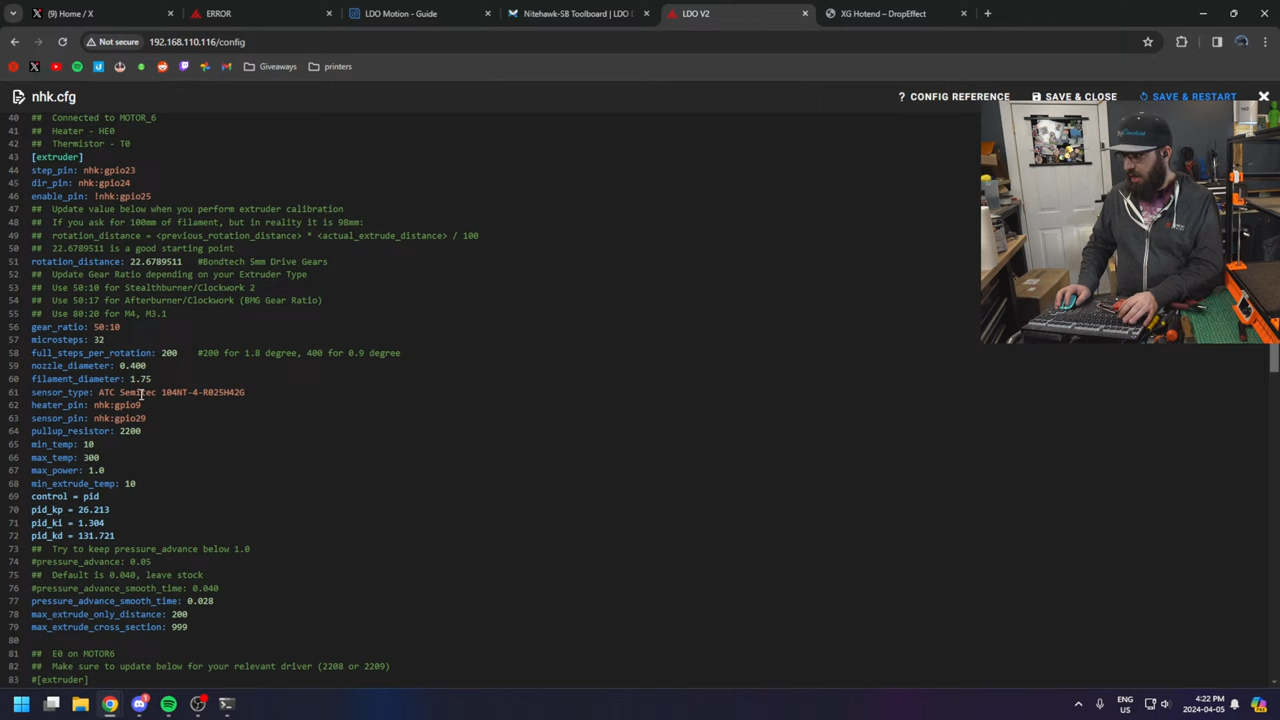 (9) Home / X
ERROR
LDO Motion - Guide
Nitehawk-SB Toolboard | LDO
LDO V2
XG Hotend – DropEffect
Not secure
192.168.110.116/config
Giveaways
printers
nhk.cfg
? CONFIG REFERENCE
SAVE & CLOSE
SAVE & RESTART
40 ## Connected to MOTOR_6
41 ## Heater - HE0
42 ## Thermistor - T0
43 [extruder]
44 step_pin: nhk:gpio23
45 dir_pin: nhk:gpio24
46 enable_pin: !nhk:gpio25
47 ## Update value below when you perform extruder calibration
48 ## If you ask for 100mm of filament, but in reality it is 98mm:
49 ## rotation_distance = <previous_rotation_distance> * <actual_extrude_distance> / 100
50 ## 22.6789511 is a good starting point
51 rotation_distance: 22.6789511 #Bondtech 5mm Drive Gears
52 ## Update Gear Ratio depending on your Extruder Type
53 ## Use 50:10 for Stealthburner/Clockwork 2
54 ## Use 50:17 for Afterburner/Clockwork (BMG Gear Ratio)
55 ## Use 80:20 for M4, M3.1
56 gear_ratio: 50:10
57 microsteps: 32
58 full_steps_per_rotation: 200 #200 for 1.8 degree, 400 for 0.9 degree
59 nozzle_diameter: 0.400
60 filament_diameter: 1.75
61 sensor_type: ATC Semitec 104NT-4-R025H42G
62 heater_pin: nhk:gpio9
63 sensor_pin: nhk:gpio29
64 pullup_resistor: 2200
65 min_temp: 10
66 max_temp: 300
67 max_power: 1.0
68 min_extrude_temp: 10
69 control = pid
70 pid_kp = 26.213
71 pid_ki = 1.304
72 pid_kd = 131.721
73 ## Try to keep pressure_advance below 1.0
74 #pressure_advance: 0.05
75 ## Default is 0.040, leave stock
76 #pressure_advance_smooth_time: 0.040
77 pressure_advance_smooth_time: 0.028
78 max_extrude_only_distance: 200
79 max_extrude_cross_section: 999
80
81 ## E0 on MOTOR6
82 ## Make sure to update below for your relevant driver (2208 or 2209)
83 #[extruder]
ENG
US
4:22 PM
2024-04-05